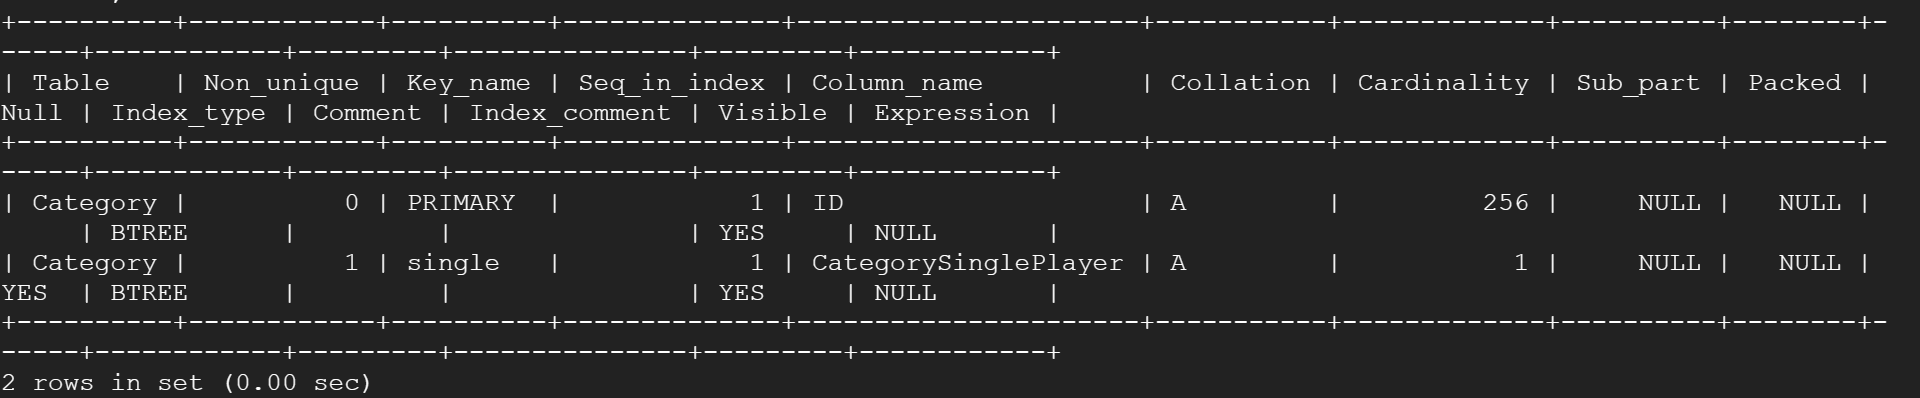 +----------+------------+----------+--------------+----------------------+-----------+-------------+----------+--------+-
-----+------------+---------+---------------+---------+------------+
| Table    | Non_unique | Key_name | Seq_in_index | Column_name          | Collation | Cardinality | Sub_part | Packed |
Null | Index_type | Comment | Index_comment | Visible | Expression |
+----------+------------+----------+--------------+----------------------+-----------+-------------+----------+--------+-
-----+------------+---------+---------------+---------+------------+
| Category |          0 | PRIMARY  |            1 | ID                   | A         |         256 |     NULL |   NULL |
     | BTREE      |         |               | YES     | NULL       |
| Category |          1 | single   |            1 | CategorySinglePlayer | A         |           1 |     NULL |   NULL |
YES  | BTREE      |         |               | YES     | NULL       |
+----------+------------+----------+--------------+----------------------+-----------+-------------+----------+--------+-
-----+------------+---------+---------------+---------+------------+
2 rows in set (0.00 sec)